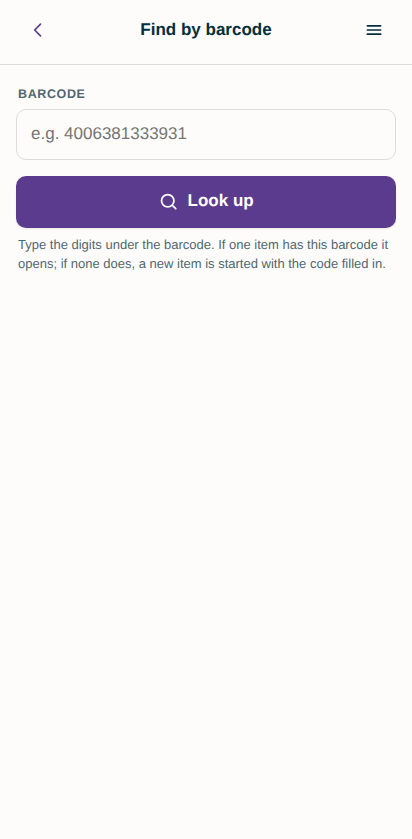 Find by barcode
BARCODE
e.g. 4006381333931
Look up
Type the digits under the barcode. If one item has this barcode it
opens; if none does, a new item is started with the code filled in.